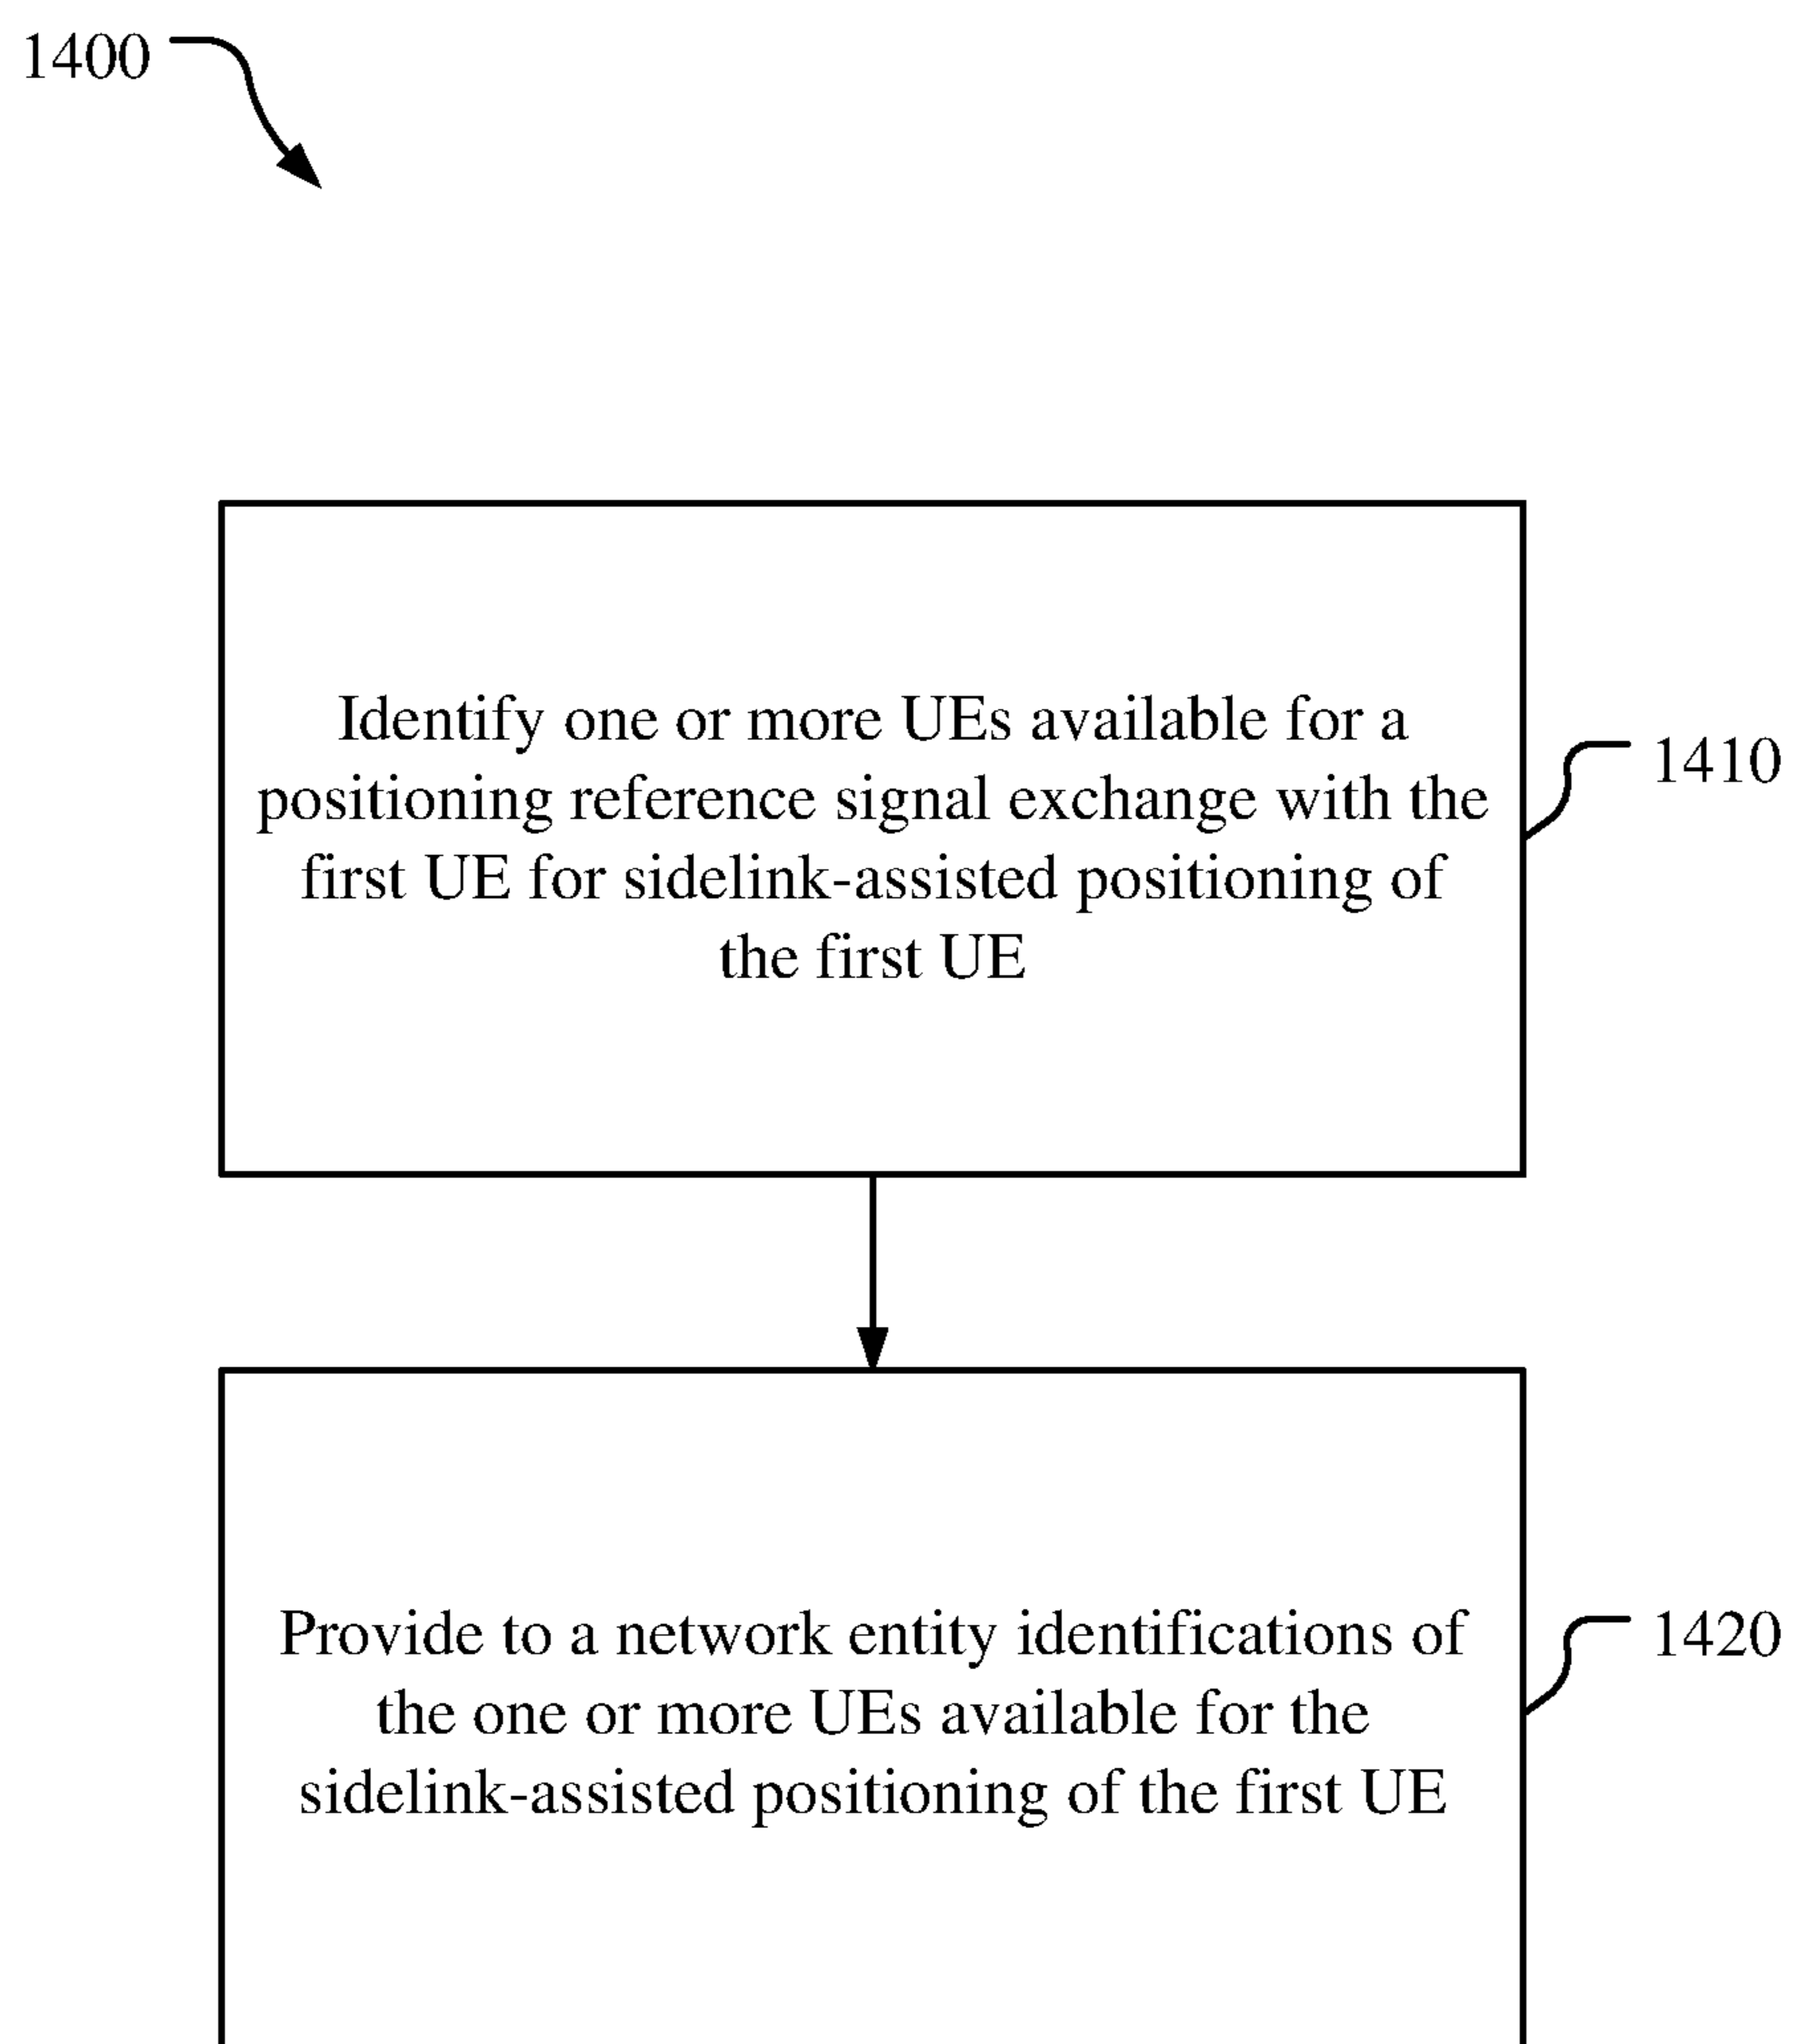 1400
Identify one or more UEs available for a
positioning reference signal exchange with the
first UE for sidelink-assisted positioning of
the first UE
1410
Provide to a network entity identifications of
the one or more UEs available for the
sidelink-assisted positioning of the first UE
1420